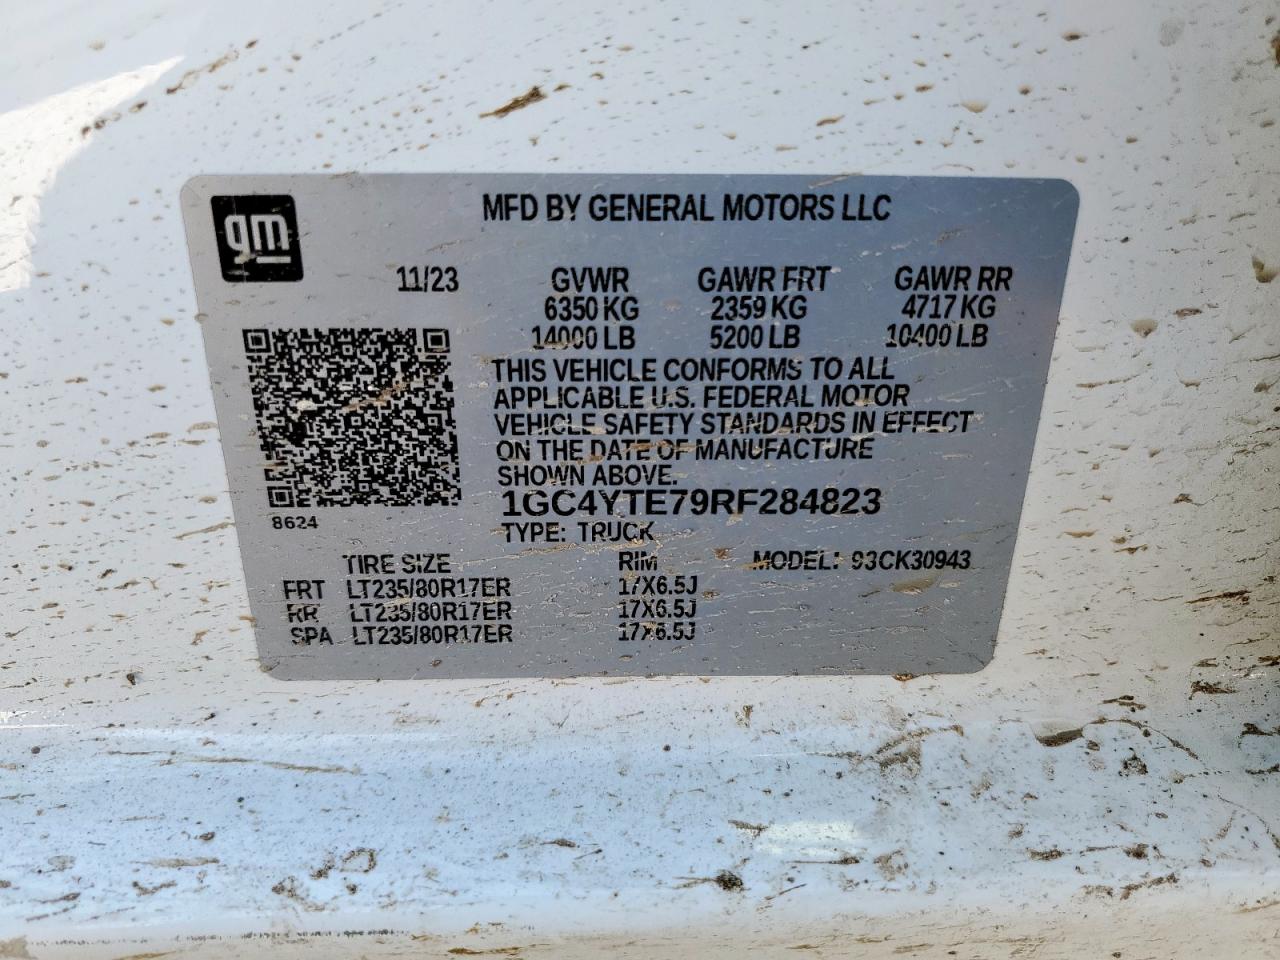 gm
MFD BY GENERAL MOTORS LLC
11/23 GVWR GAWR FRT GAWR RR
6350 KG 2359 KG 4717 KG
14000 LB 5200 LB 10400 LB
THIS VEHICLE CONFORMS TO ALL
APPLICABLE U.S. FEDERAL MOTOR
VEHICLE SAFETY STANDARDS IN EFFECT
ON THE DATE OF MANUFACTURE
SHOWN ABOVE.
1GC4YTE79RF284823
8624
TYPE: TRUCK
TIRE SIZE RIM MODEL: 93CK30943
FRT LT235/80R17ER 17X6.5J
RR LT235/80R17ER 17X6.5J
SPA LT235/80R17ER 17X6.5J